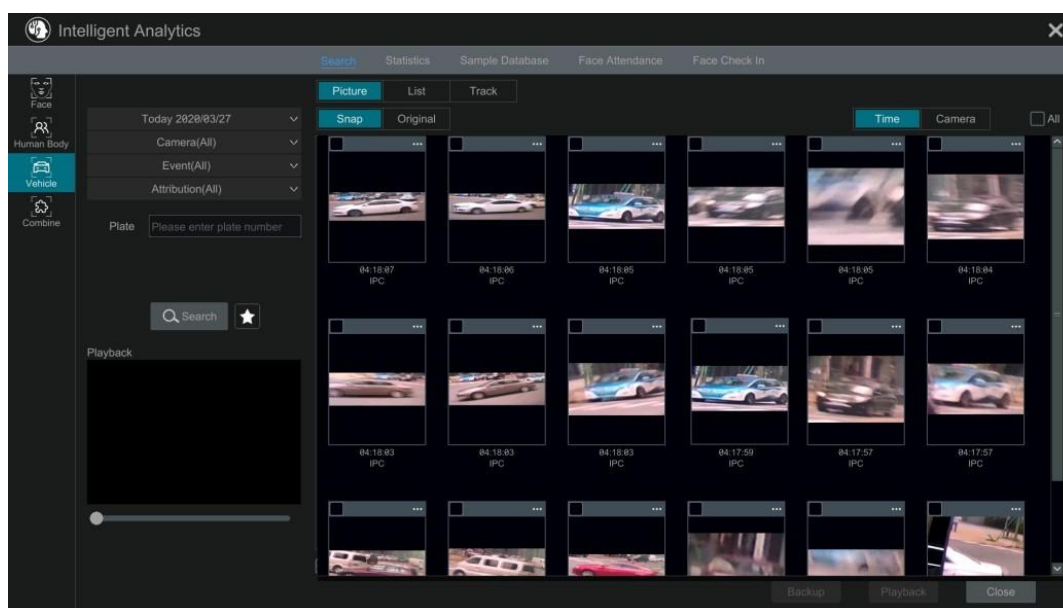 Intelligent Analytics
Search Statistics Sample Database Face Attendance Face Check In
Face
Human Body
Vehicle
Combine
Today 2020/03/27
Camera(All)
Event(All)
Attribution(All)
Plate Please enter plate number
Search
Playback
Picture List Track
Snap Original Time Camera All
04:18:07 04:18:06 04:18:05 04:18:05 04:18:05 04:18:04
IPC IPC IPC IPC IPC IPC
04:18:03 04:18:03 04:18:03 04:17:59 04:17:57 04:17:57
IPC IPC IPC IPC IPC IPC
Backup Playback Close